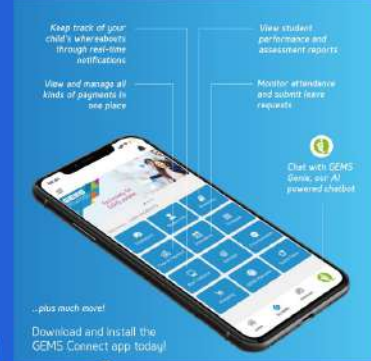 Keep track of your
child's whereabouts
through real-time
notifications
View student
performance and
assessment reports
View and manage all
kinds of payments in
one place
Monitor attendance
and submit leave
requests
Chat with GEMS
Genie, our AI
powered chatbot
...plus much more!
Download and install the
GEMS Connect app today!